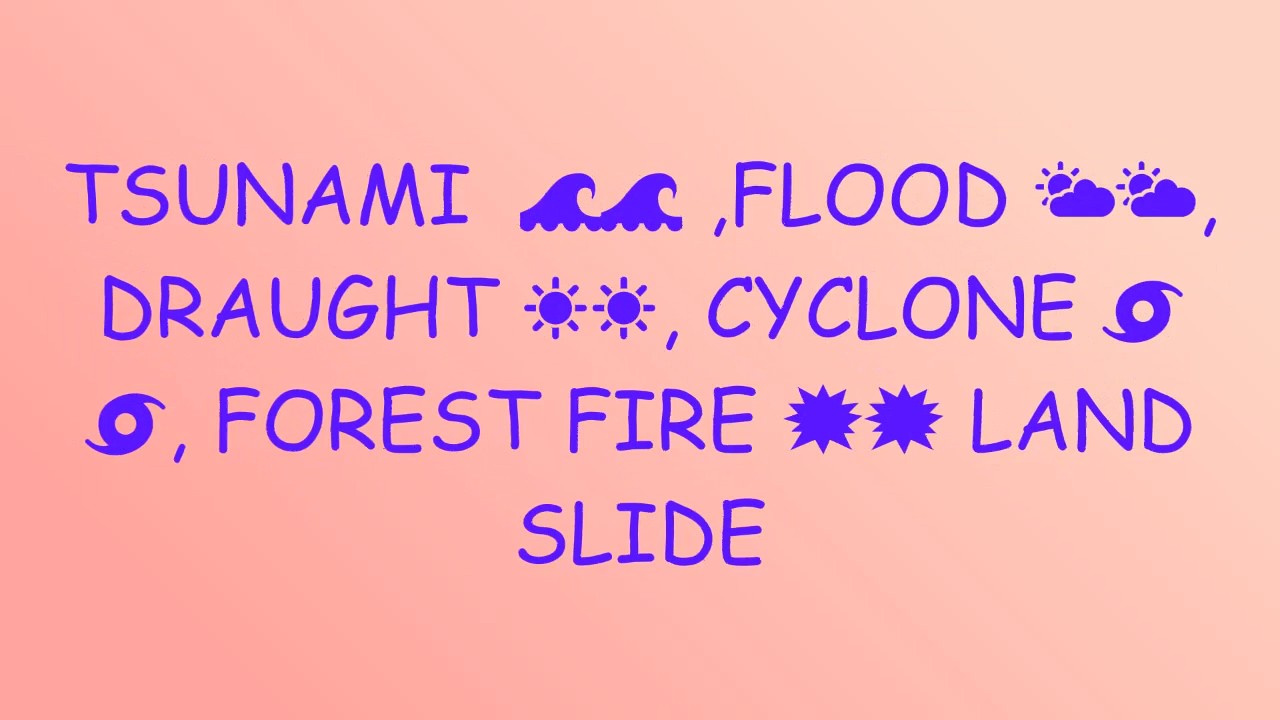 TSUNAMI 🌊🌊 ,FLOOD 🌤🌤,
DRAUGHT ☀☀, CYCLONE 🌀
🌀, FOREST FIRE ✹✹ LAND
SLIDE